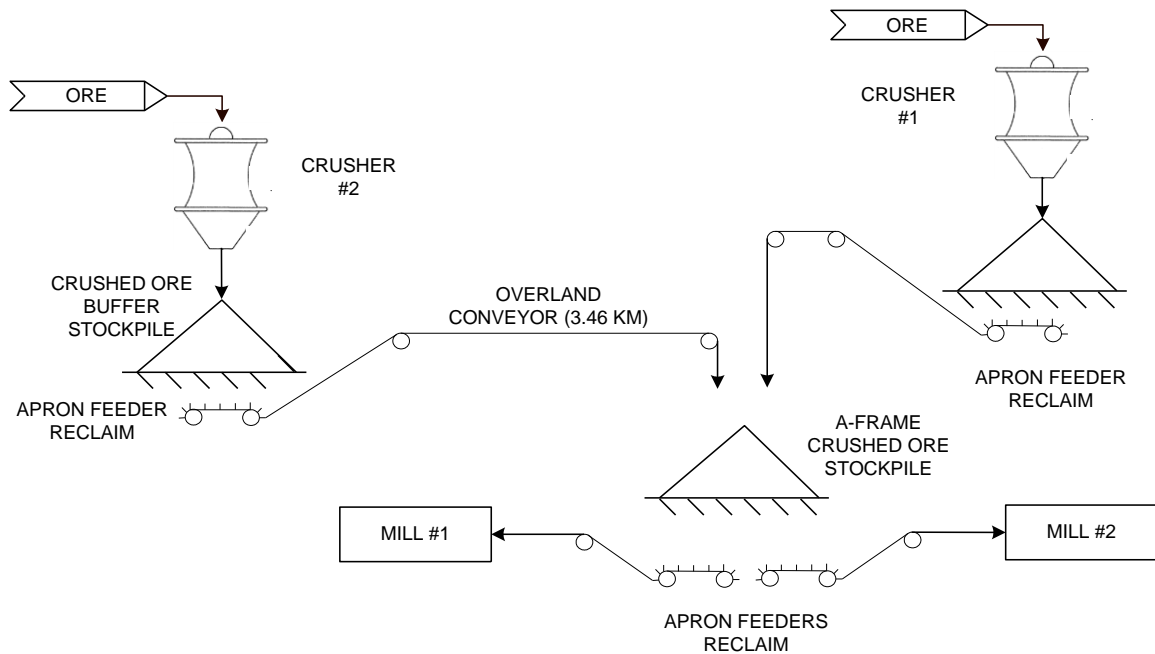 ORE
ORE
CRUSHER
#1
CRUSHER
#2
CRUSHED ORE
BUFFER
STOCKPILE
OVERLAND
CONVEYOR (3.46 KM)
APRON FEEDER
RECLAIM
APRON FEEDER
RECLAIM
A-FRAME
CRUSHED ORE
STOCKPILE
MILL #1
MILL #2
APRON FEEDERS
RECLAIM